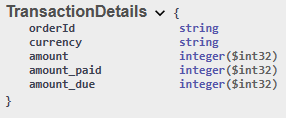 TransactionDetails {
orderId string
currency string
amount integer($int32)
amount_paid integer($int32)
amount_due integer($int32)
}